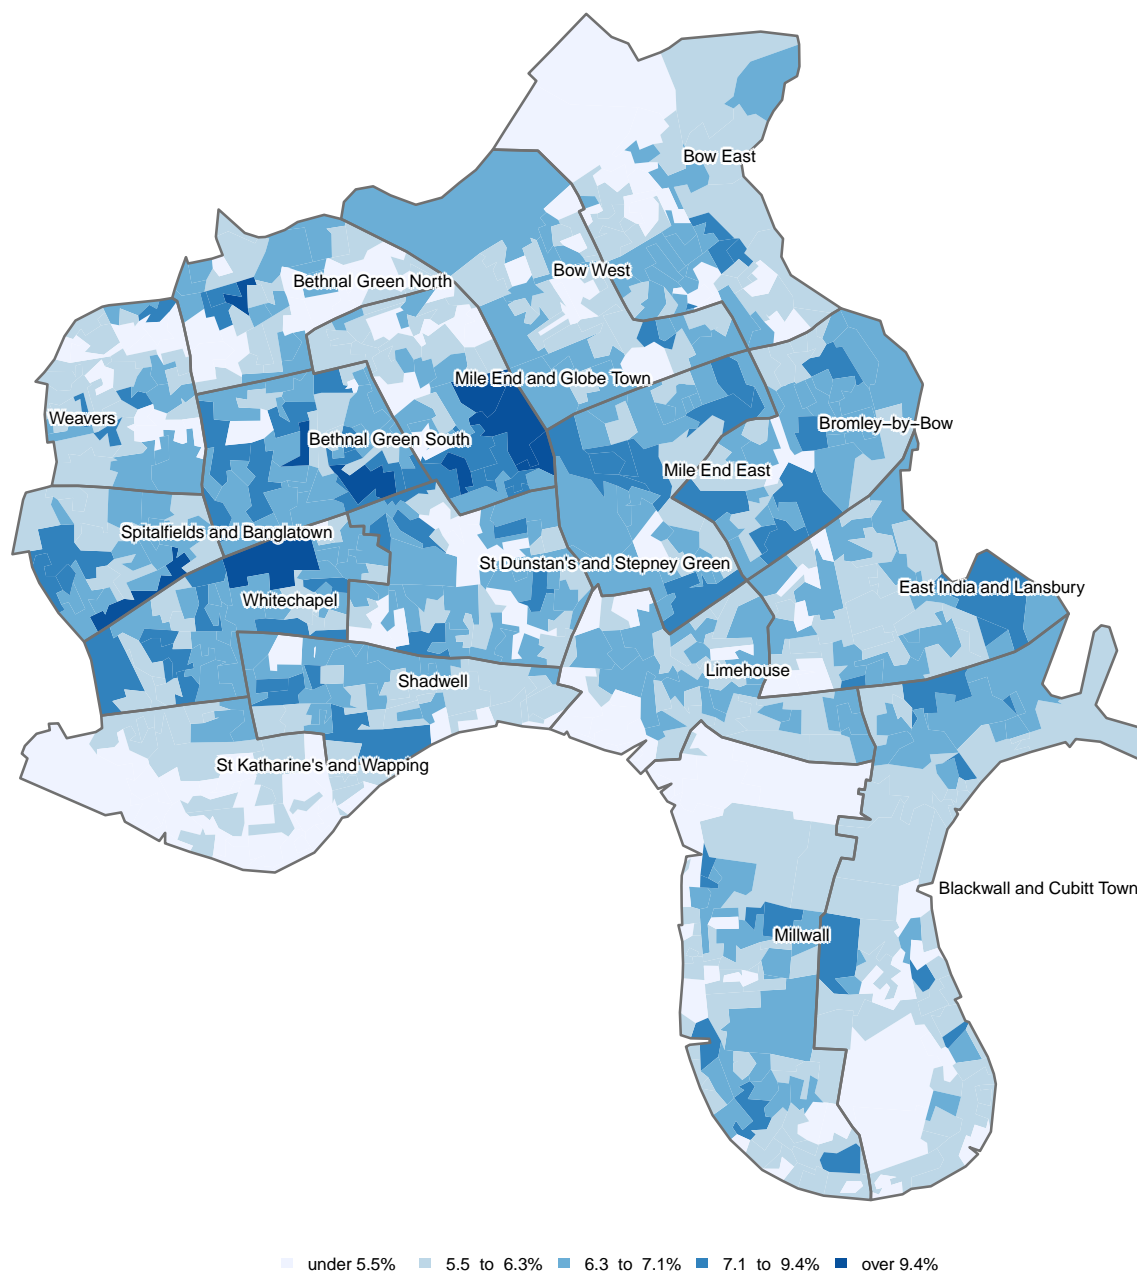 Bow East
Bow West
Bethnal Green North
Mile End and Globe Town
Weavers
Bethnal Green South
Bromley−by−Bow
Mile End East
Spitalfields and Banglatown
St Dunstan's and Stepney Green
Whitechapel
East India and Lansbury
Limehouse
Shadwell
St Katharine's and Wapping
Blackwall and Cubitt Town
Millwall
under 5.5% 5.5 to 6.3% 6.3 to 7.1% 7.1 to 9.4% over 9.4%